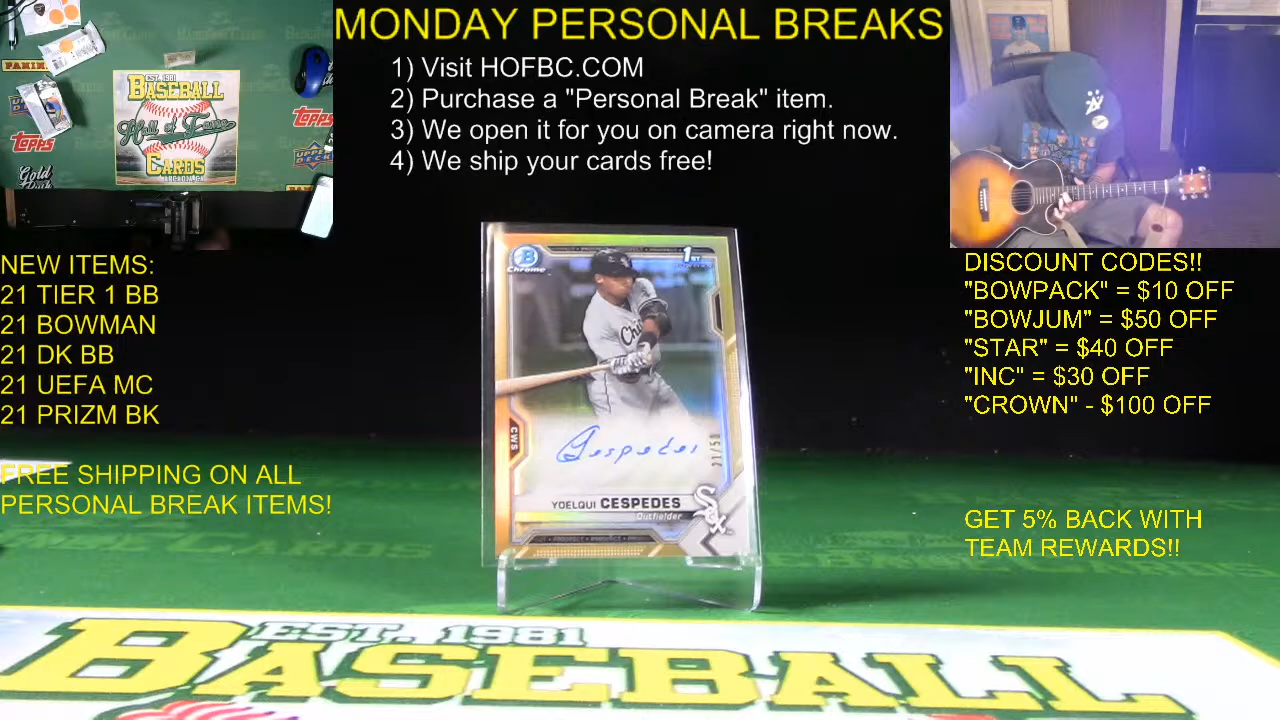 MONDAY PERSONAL BREAKS
1) Visit HOFBC.COM
2) Purchase a "Personal Break" item.
3) We open it for you on camera right now.
4) We ship your cards free!
PANINI
TOPPS
Gold
EST. 1981
BASEBALL
Hall of Fame
CARDS
ARCADIA, CA
TOPPS
UPPER DECK
NEW ITEMS:
21 TIER 1 BB
21 BOWMAN
21 DK BB
21 UEFA MC
21 PRIZM BK
FREE SHIPPING ON ALL
PERSONAL BREAK ITEMS!
B
Chrome
1ST
BOWMAN
Chi
CWS
Cespedes
21/50
YOELQUI CESPEDES
Outfielder
Sox
DISCOUNT CODES!!
"BOWPACK" = $10 OFF
"BOWJUM" = $50 OFF
"STAR" = $40 OFF
"INC" = $30 OFF
"CROWN" - $100 OFF
GET 5% BACK WITH
TEAM REWARDS!!
EST. 1981
BASEBALL